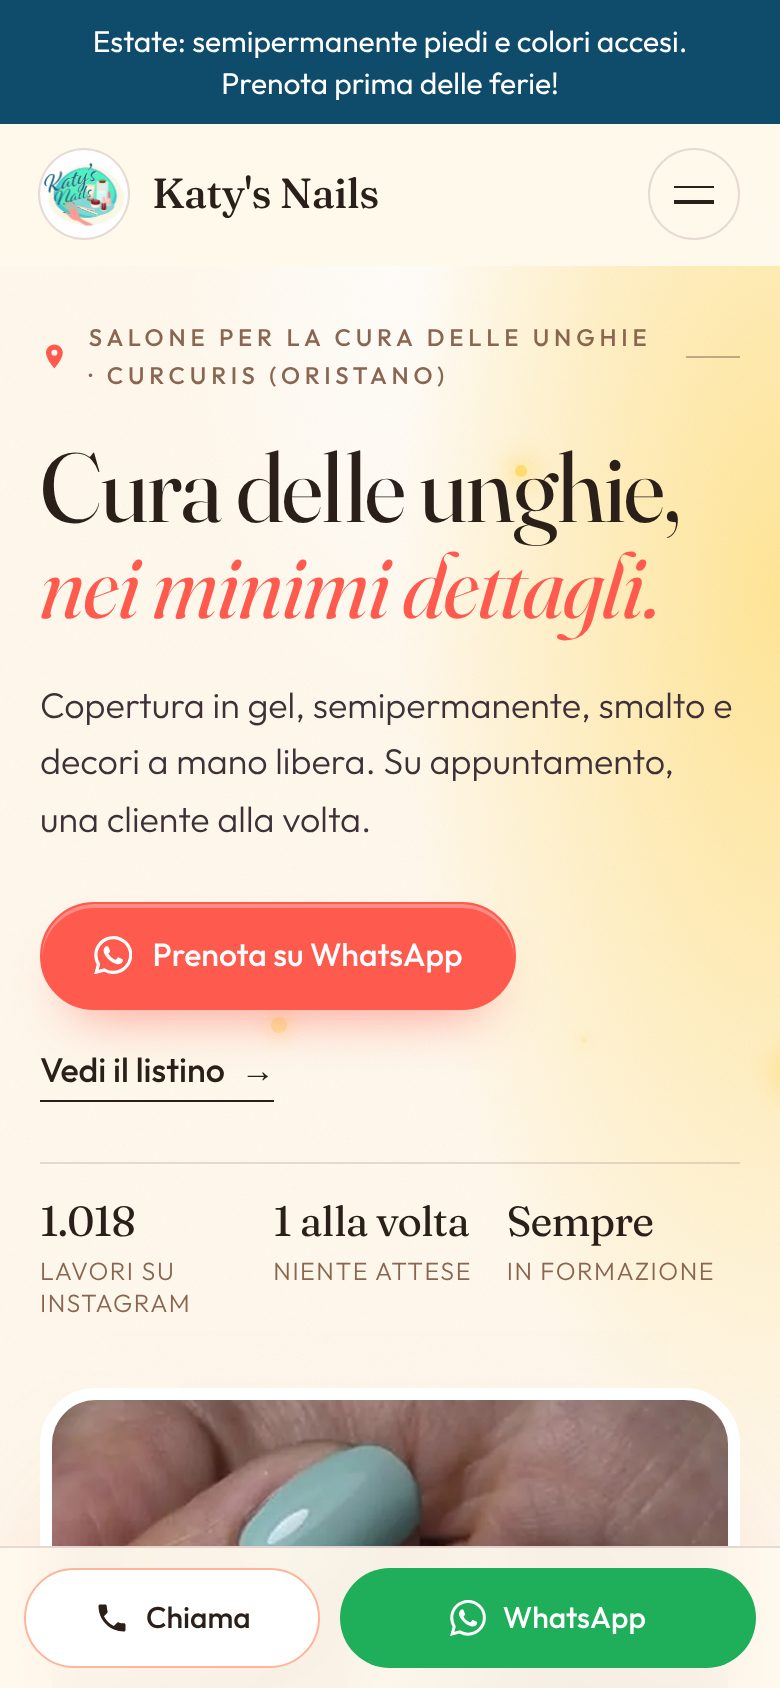 Estate: semipermanente piedi e colori accesi.
Prenota prima delle ferie!
Katy's
Nails
Katy's Nails
SALONE PER LA CURA DELLE UNGHIE
· CURCURIS (ORISTANO)
Cura delle unghie,
nei minimi dettagli.
Copertura in gel, semipermanente, smalto e
decori a mano libera. Su appuntamento,
una cliente alla volta.
Prenota su WhatsApp
Vedi il listino →
1.018
LAVORI SU
INSTAGRAM
1 alla volta
NIENTE ATTESE
Sempre
IN FORMAZIONE
Chiama
WhatsApp